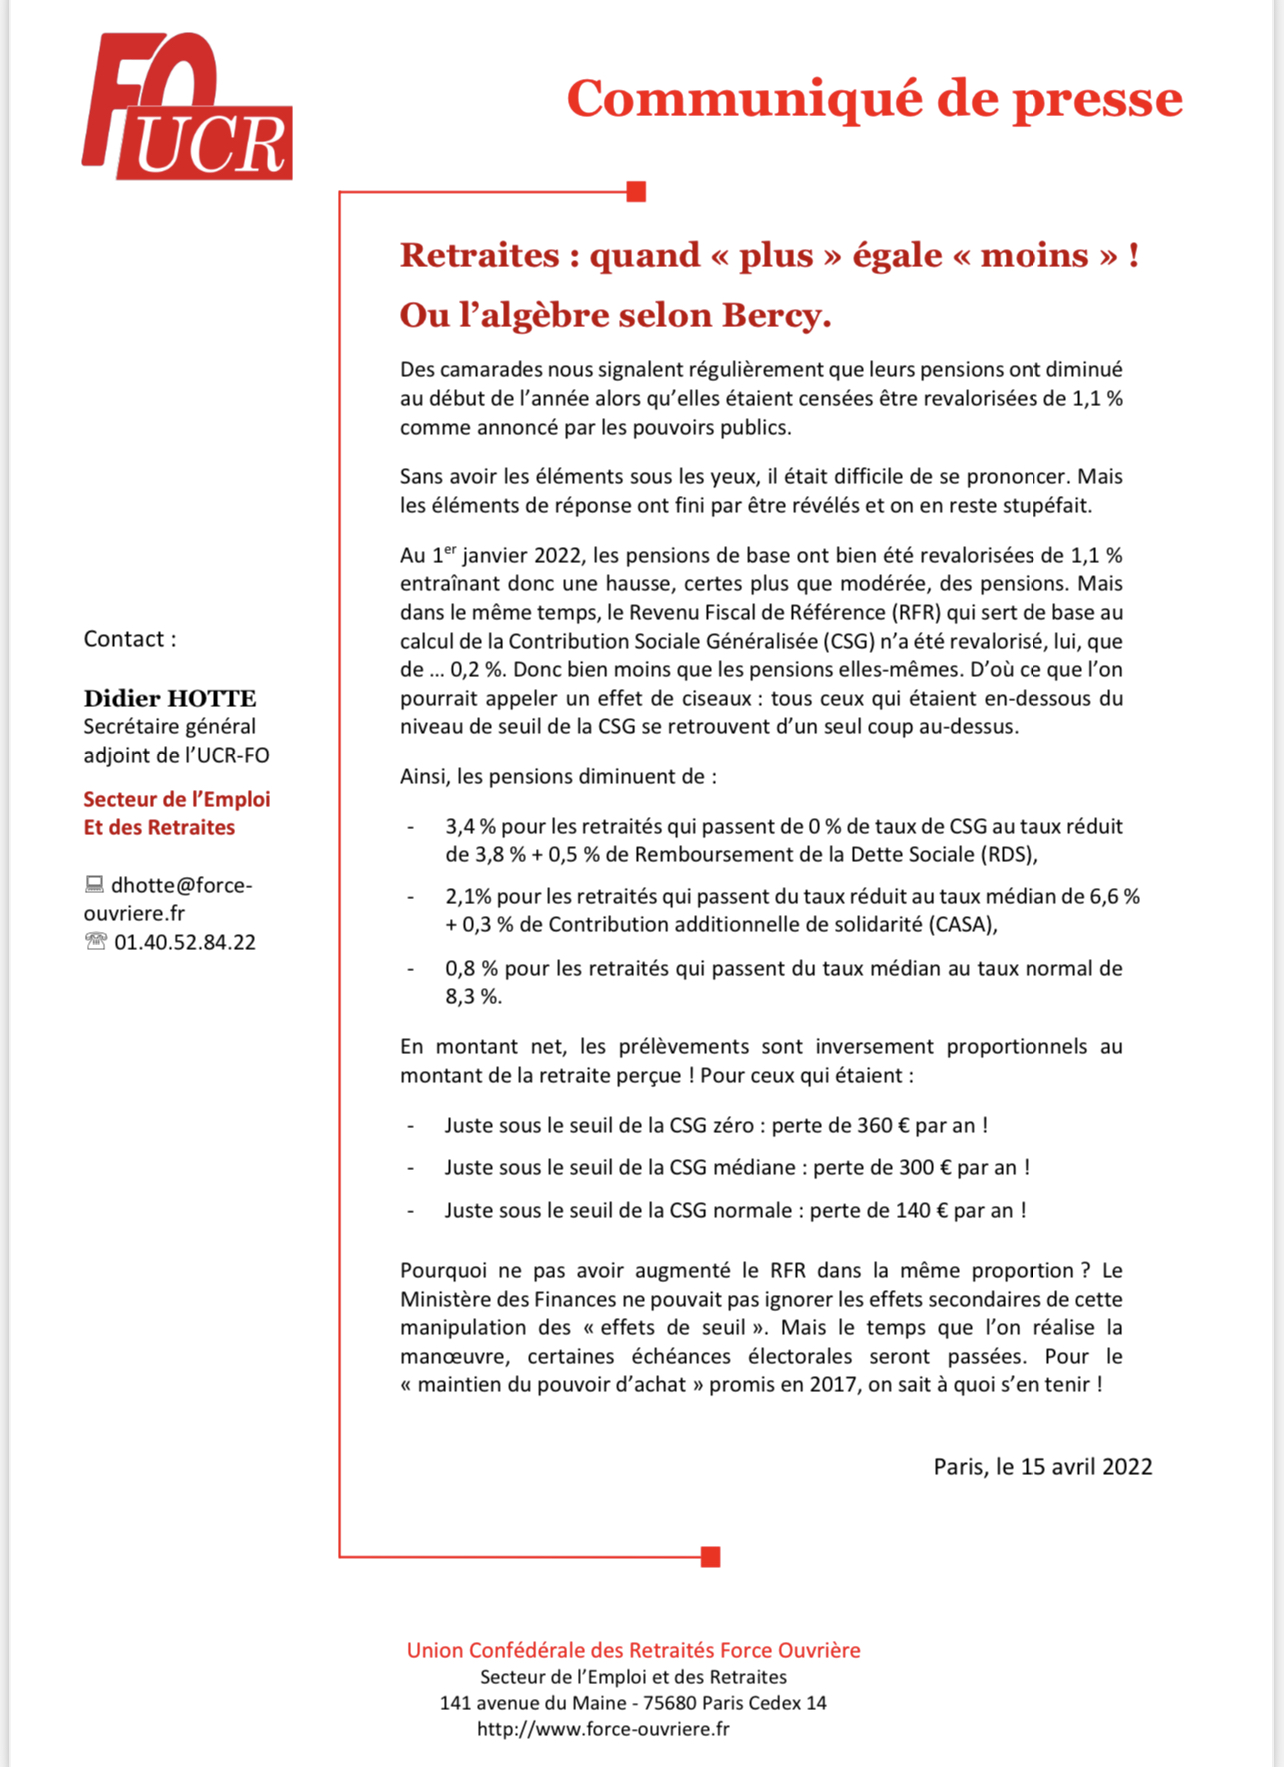 FO
UCR
Communiqué de presse
Retraites : quand « plus » égale « moins » !
Ou l’algèbre selon Bercy.
Des camarades nous signalent régulièrement que leurs pensions ont diminué
au début de l’année alors qu’elles étaient censées être revalorisées de 1,1 %
comme annoncé par les pouvoirs publics.
Sans avoir les éléments sous les yeux, il était difficile de se prononcer. Mais
les éléments de réponse ont fini par être révélés et on en reste stupéfait.
Au 1er janvier 2022, les pensions de base ont bien été revalorisées de 1,1 %
entraînant donc une hausse, certes plus que modérée, des pensions. Mais
dans le même temps, le Revenu Fiscal de Référence (RFR) qui sert de base au
calcul de la Contribution Sociale Généralisée (CSG) n’a été revalorisé, lui, que
de ... 0,2 %. Donc bien moins que les pensions elles-mêmes. D’où ce que l’on
pourrait appeler un effet de ciseaux : tous ceux qui étaient en-dessous du
niveau de seuil de la CSG se retrouvent d’un seul coup au-dessus.
Ainsi, les pensions diminuent de :
- 3,4 % pour les retraités qui passent de 0 % de taux de CSG au taux réduit
de 3,8 % + 0,5 % de Remboursement de la Dette Sociale (RDS),
- 2,1% pour les retraités qui passent du taux réduit au taux médian de 6,6 %
+ 0,3 % de Contribution additionnelle de solidarité (CASA),
- 0,8 % pour les retraités qui passent du taux médian au taux normal de
8,3 %.
En montant net, les prélèvements sont inversement proportionnels au
montant de la retraite perçue ! Pour ceux qui étaient :
- Juste sous le seuil de la CSG zéro : perte de 360 € par an !
- Juste sous le seuil de la CSG médiane : perte de 300 € par an !
- Juste sous le seuil de la CSG normale : perte de 140 € par an !
Pourquoi ne pas avoir augmenté le RFR dans la même proportion ? Le
Ministère des Finances ne pouvait pas ignorer les effets secondaires de cette
manipulation des « effets de seuil ». Mais le temps que l’on réalise la
manœuvre, certaines échéances électorales seront passées. Pour le
« maintien du pouvoir d’achat » promis en 2017, on sait à quoi s’en tenir !
Paris, le 15 avril 2022
Contact :
Didier HOTTE
Secrétaire général
adjoint de l’UCR-FO
Secteur de l’Emploi
Et des Retraites
dhotte@force-
ouvriere.fr
01.40.52.84.22
Union Confédérale des Retraités Force Ouvrière
Secteur de l’Emploi et des Retraites
141 avenue du Maine - 75680 Paris Cedex 14
http://www.force-ouvriere.fr